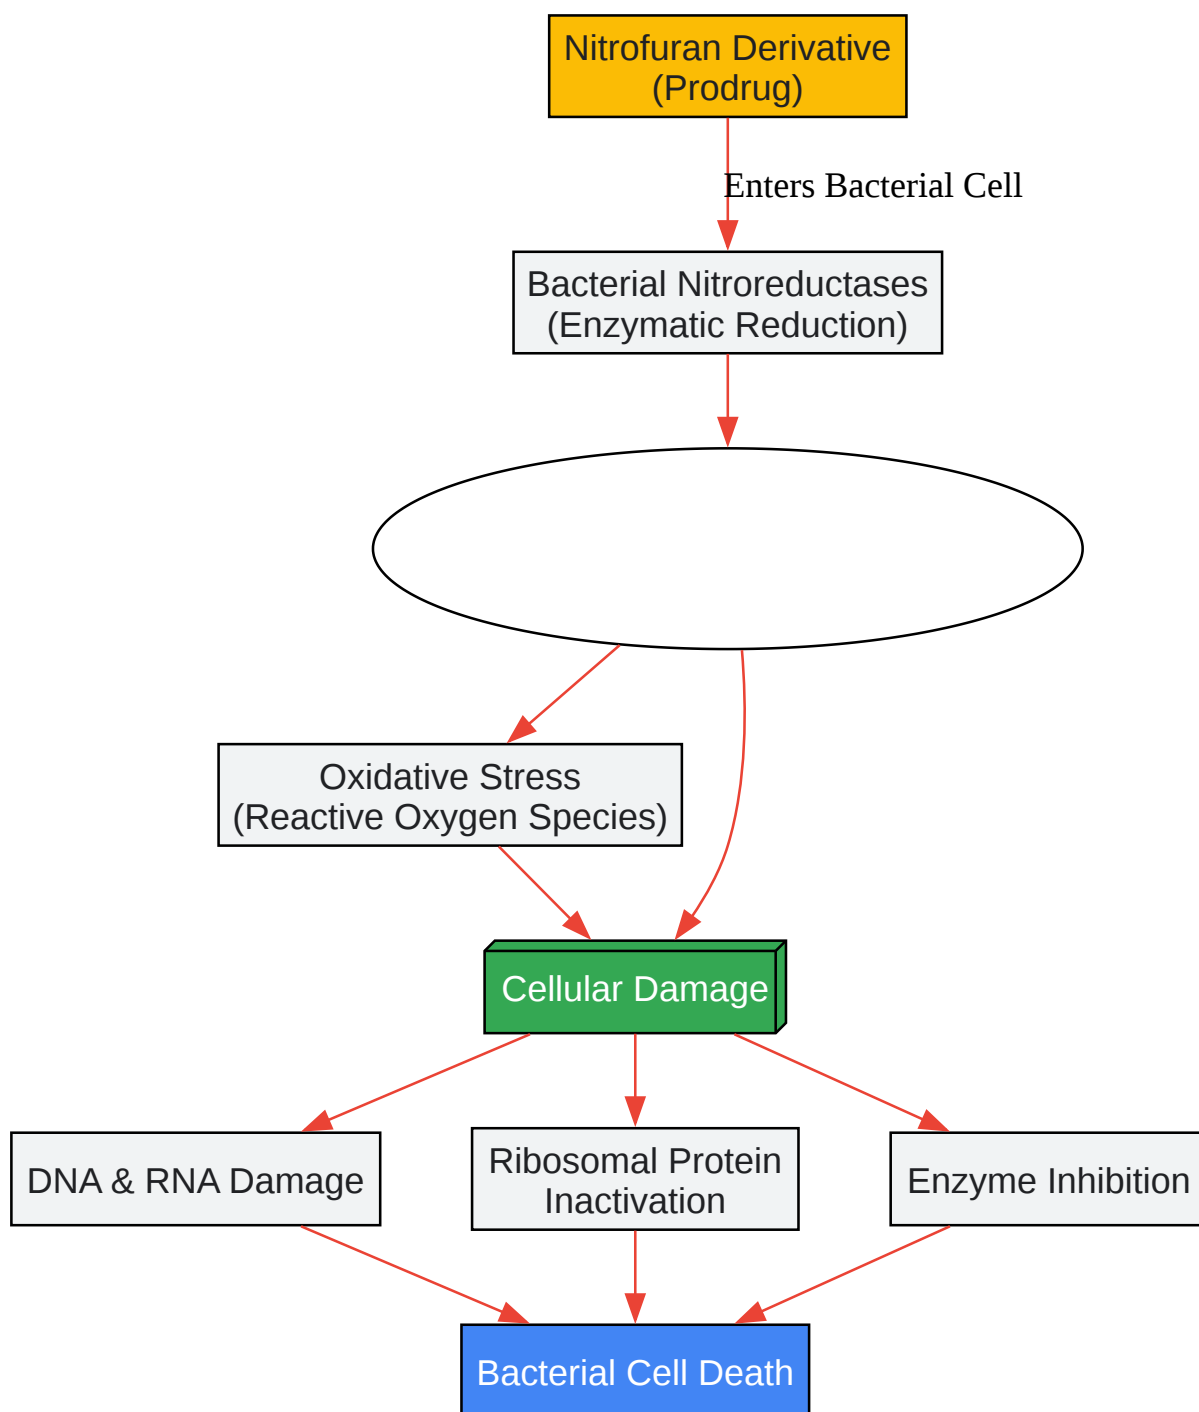 Nitrofuran Derivative
(Prodrug)
Enters Bacterial Cell
Bacterial Nitroreductases
(Enzymatic Reduction)
Oxidative Stress
(Reactive Oxygen Species)
Cellular Damage
DNA & RNA Damage
Ribosomal Protein
Inactivation
Enzyme Inhibition
Bacterial Cell Death